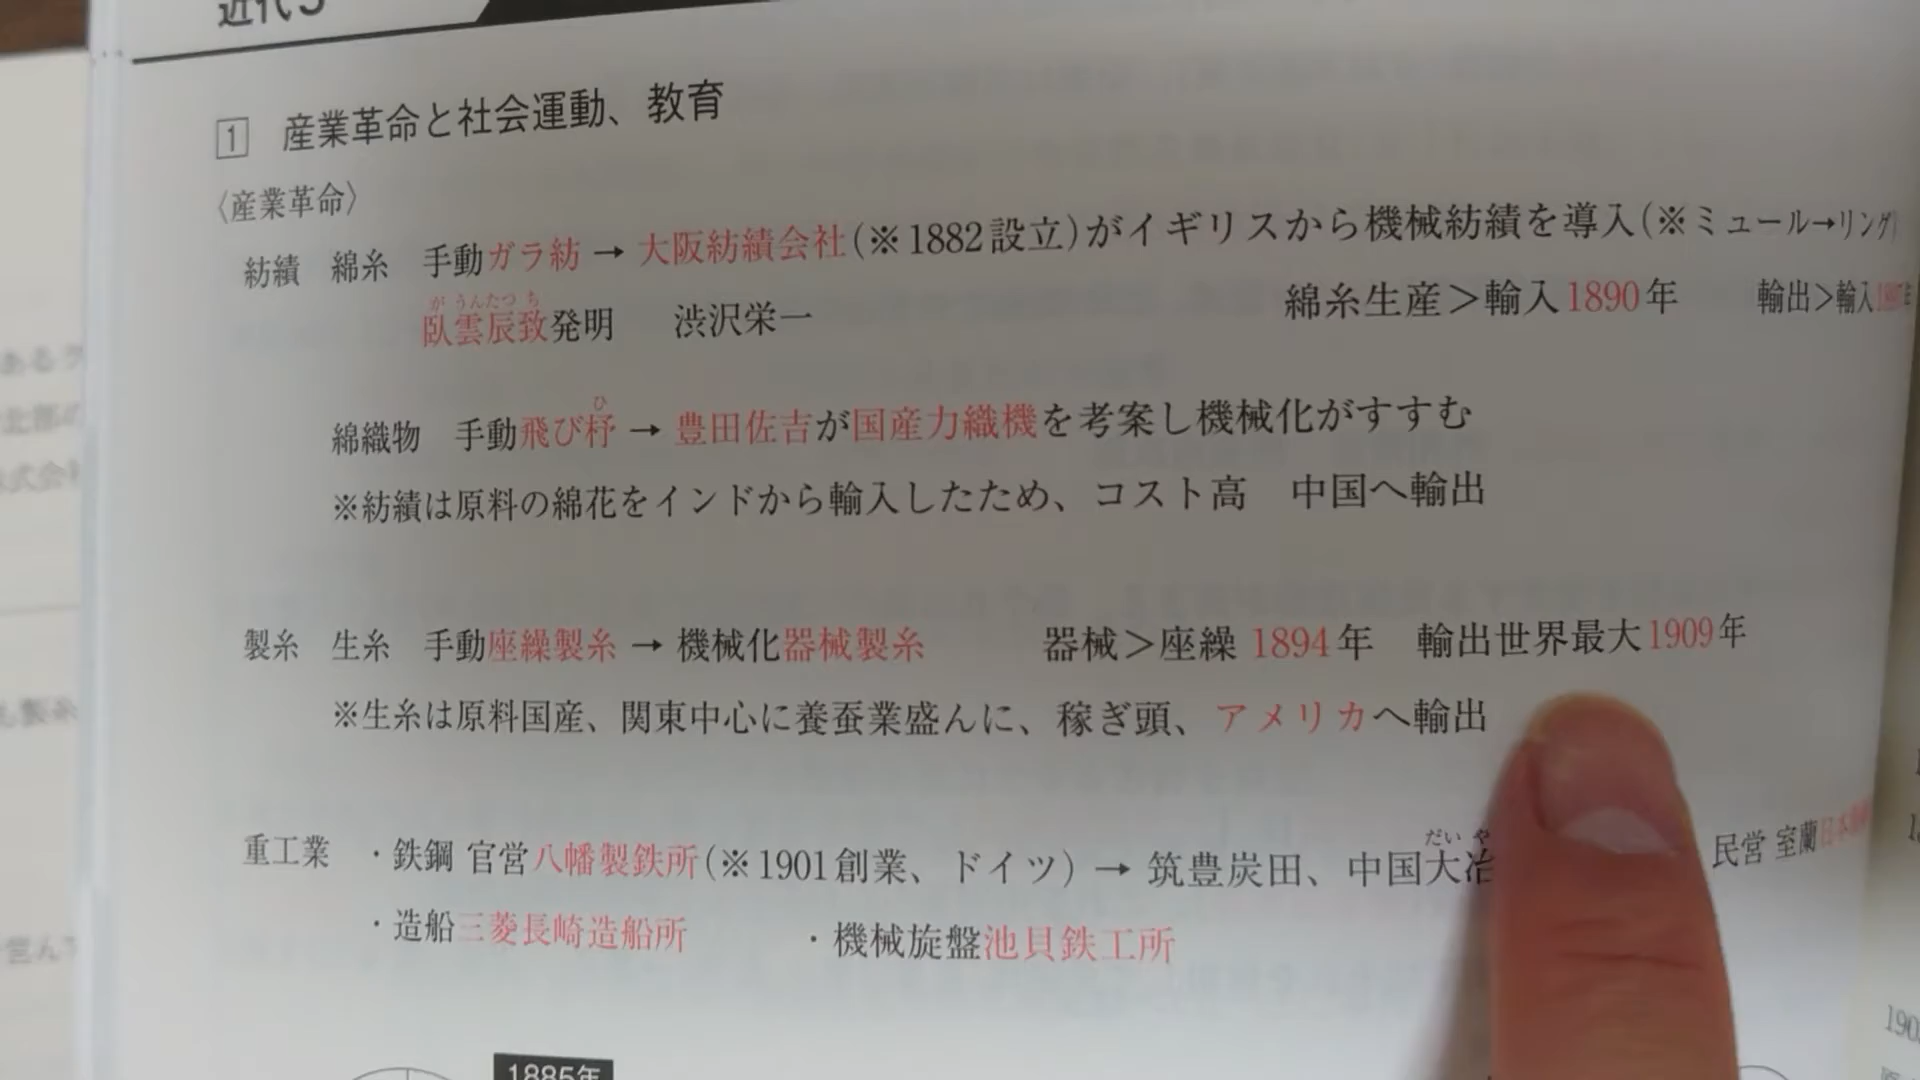 近代5
1 産業革命と社会運動、教育
〈産業革命〉
紡績 綿糸 手動ガラ紡 → 大阪紡績会社(※1882設立)がイギリスから機械紡績を導入(※ミュール→リング)
が うんたつ ち
臥雲辰致発明 渋沢栄一 綿糸生産＞輸入1890年 輸出＞輸入
ひ
綿織物 手動飛び杼 → 豊田佐吉が国産力織機を考案し機械化がすすむ
※紡績は原料の綿花をインドから輸入したため、コスト高 中国へ輸出
製糸 生糸 手動座繰製糸 → 機械化器械製糸 器械＞座繰 1894年 輸出世界最大1909年
※生糸は原料国産、関東中心に養蚕業盛んに、稼ぎ頭、アメリカへ輸出
だい や
重工業 ・鉄鋼 官営八幡製鉄所(※1901創業、ドイツ) → 筑豊炭田、中国大冶 民営 室蘭日本
・造船三菱長崎造船所 ・機械旋盤池貝鉄工所
1885年